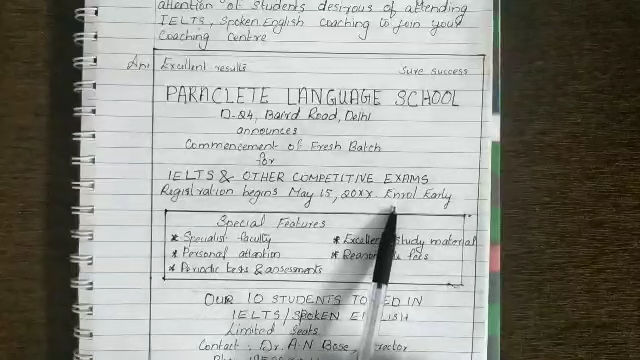 attention of students desirous of attending
IELTS, Spoken English coaching to join your
Coaching centre
Ans: Excellent results Sure success
PARACLETE LANGUAGE SCHOOL
D-24, Baird Road, Delhi
announces
Commencement of Fresh Batch
for
IELTS & OTHER COMPETITIVE EXAMS
Registration begins May 15, 20XX. Enrol Early
Special Features
* Specialist faculty * Excellent study material
* Personal attention * Reasonable fees
* Periodic tests & assessments
OUR 10 STUDENTS TOPPED IN
IELTS/SPOKEN ENGLISH
Limited Seats
Contact: Dr. A.N Bose, Director